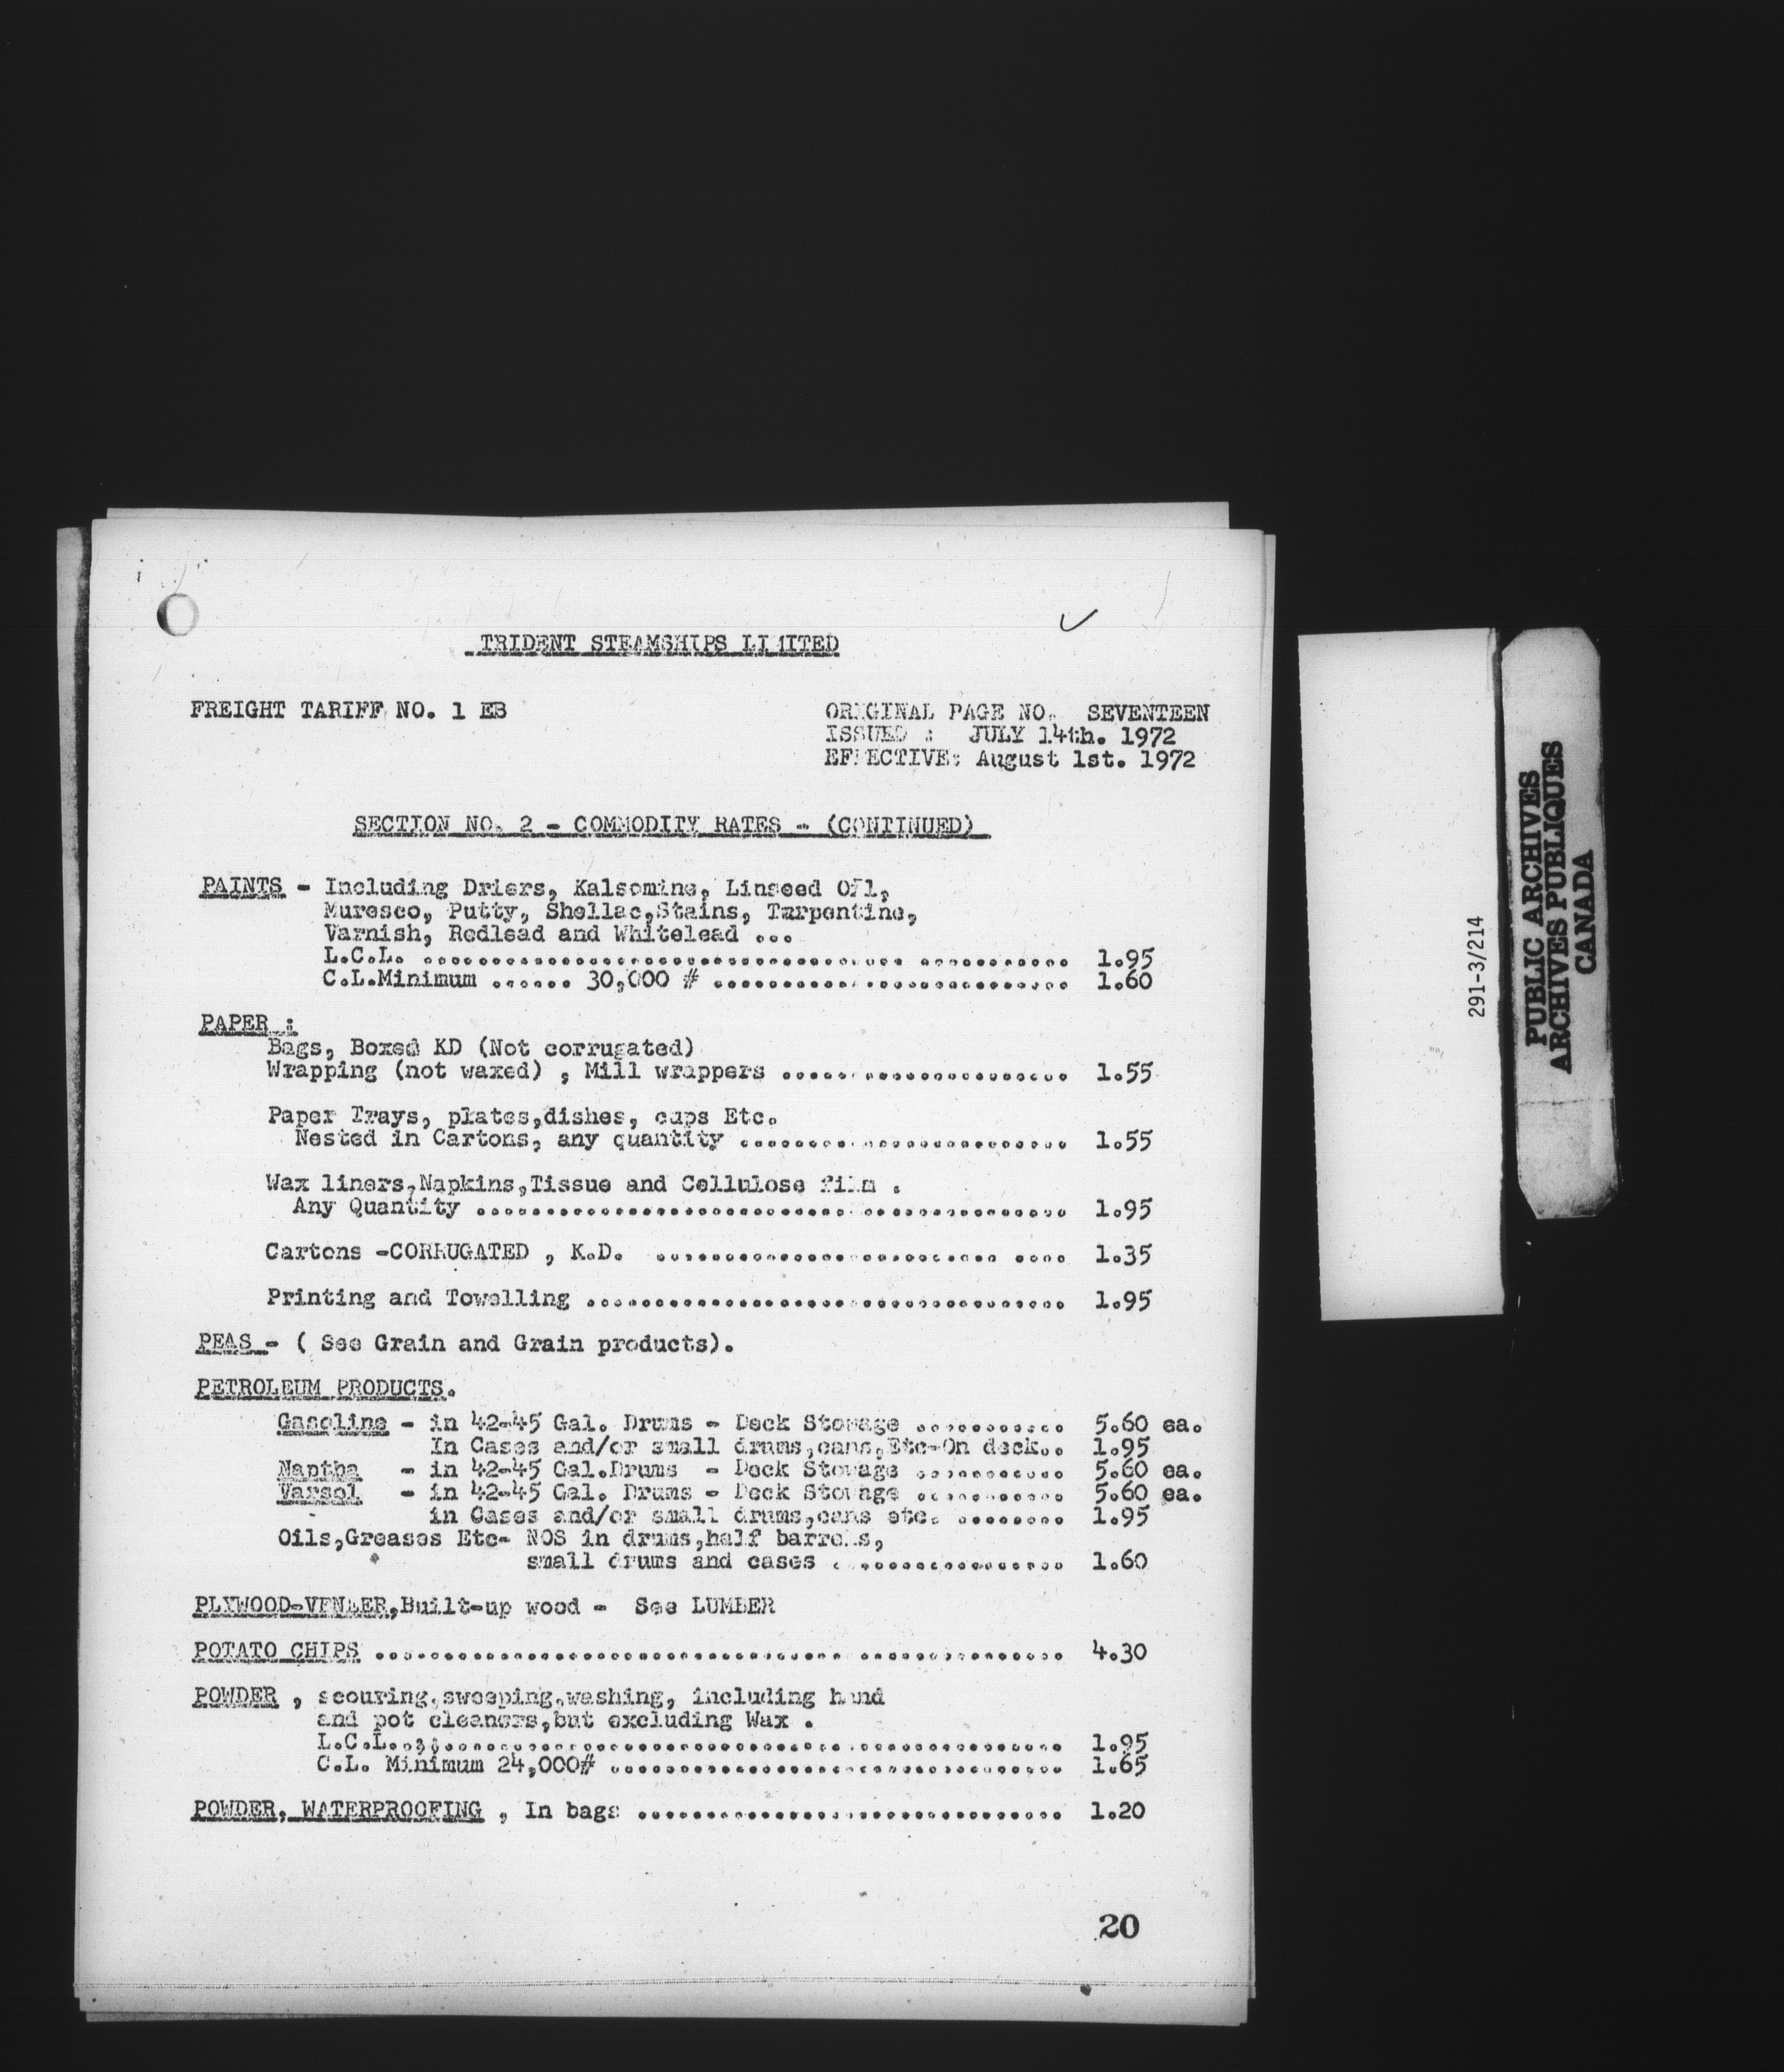 TRIDENT STEAMSHIPS LIMITED
FREIGHT TARIFF NO. 1 EB
ORIGINAL PAGE NO. SEVENTEEN
ISSUED : JULY 14th. 1972
EFFECTIVE: August 1st. 1972
SECTION NO. 2 - COMMODITY RATES - (CONTINUED)
PAINTS - Including Driers, Kalsomine, Linseed Oil,
Muresco, Putty, Shellac,Stains, Turpentine,
Varnish, Redlead and Whitelead ...
L.C.L. ................................................ 1.95
C.L.Minimum ...... 30,000 # .......................... 1.60
PAPER :
Bags, Boxed KD (Not corrugated)
Wrapping (not waxed) , Mill wrappers ..................... 1.55
Paper Trays, plates,dishes, cups Etc.
Nested in Cartons, any quantity ........................ 1.55
Wax liners,Napkins,Tissue and Cellulose film .
Any Quantity ........................................... 1.95
Cartons -CORRUGATED , K.D. ......................... .... 1.35
Printing and Towelling ................................... 1.95
PEAS - ( See Grain and Grain products).
PETROLEUM PRODUCTS.
Gasoline - in 42-45 Gal. Drums - Deck Stowage ........... 5.60 ea.
In Cases and/or small drums,cans,Etc-On deck.. 1.95
Naptha - in 42-45 Gal.Drums - Deck Stowage ........... 5.60 ea.
Varsol - in 42-45 Gal. Drums - Deck Stowage ........... 5.60 ea.
in Cases and/or small drums,cans etc. ........ 1.95
Oils,Greases Etc- NOS in drums,half barrels,
small drums and cases ................. 1.60
PLYWOOD-VENEER,Built-up wood - See LUMBER
POTATO CHIPS .................................................. 4.30
POWDER , scouring,sweeping,washing, including hand
and pot cleaners,but excluding Wax .
L.C.L................................................. 1.95
C.L. Minimum 24,000# ................................. 1.65
POWDER, WATERPROOFING , In bags ............................... 1.20
20
291-3/214
PUBLIC ARCHIVES
ARCHIVES PUBLIQUES
CANADA